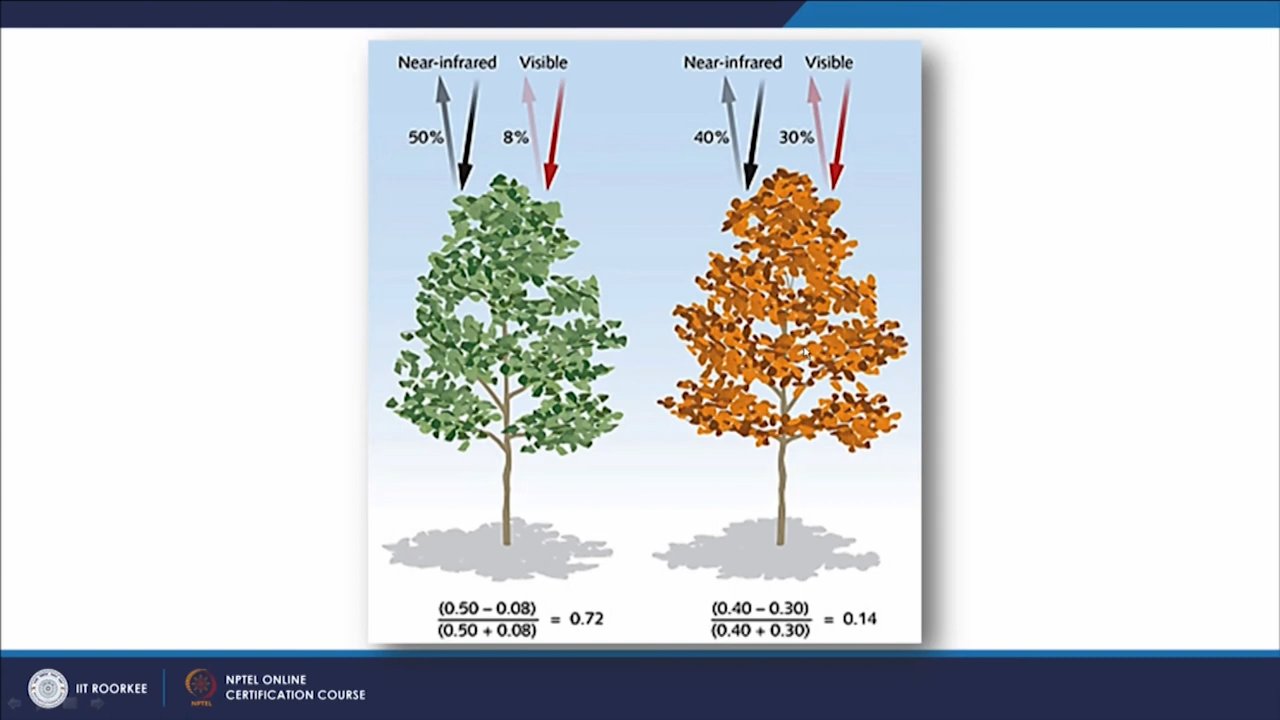 Near-infrared Visible
50% 8%
(0.50 – 0.08)
(0.50 + 0.08)
= 0.72
Near-infrared Visible
40% 30%
(0.40 – 0.30)
(0.40 + 0.30)
= 0.14
IIT ROORKEE
NPTEL
NPTEL ONLINE
CERTIFICATION COURSE